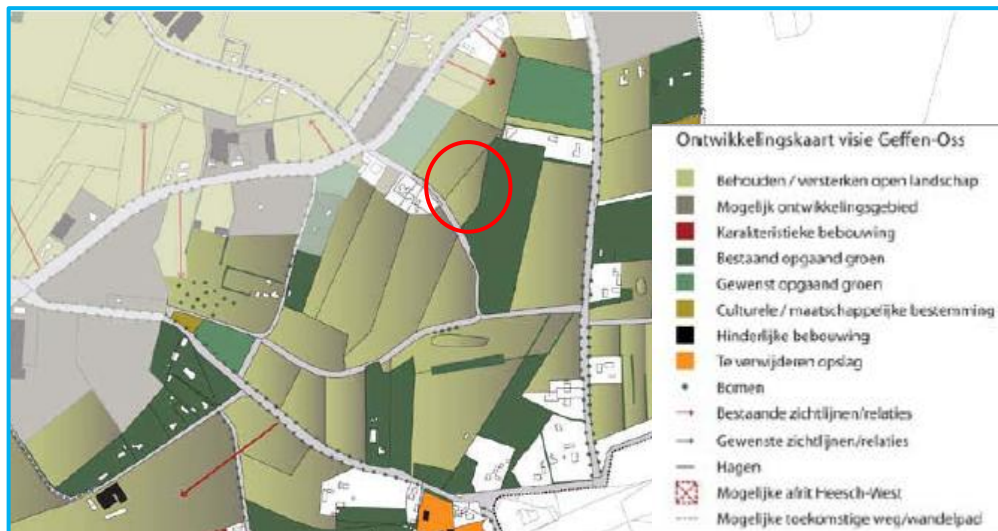 Ontwikkelingskaart visie Geffen-Oss
Behouden / versterken open landschap
Mogelijk ontwikkelingsgebied
Karakteristieke bebouwing
Bestaand opgaand groen
Gewenst opgaand groen
Culturele / maatschappelijke bestemming
Hinderlijke bebouwing
Te verwijderen opslag
Bomen
Bestaande zichtlijnen/relaties
Gewenste zichtlijnen/relaties
Hagen
Mogelijke afrit Heesch-West
Mogelijke toekomstige weg/wandelpad